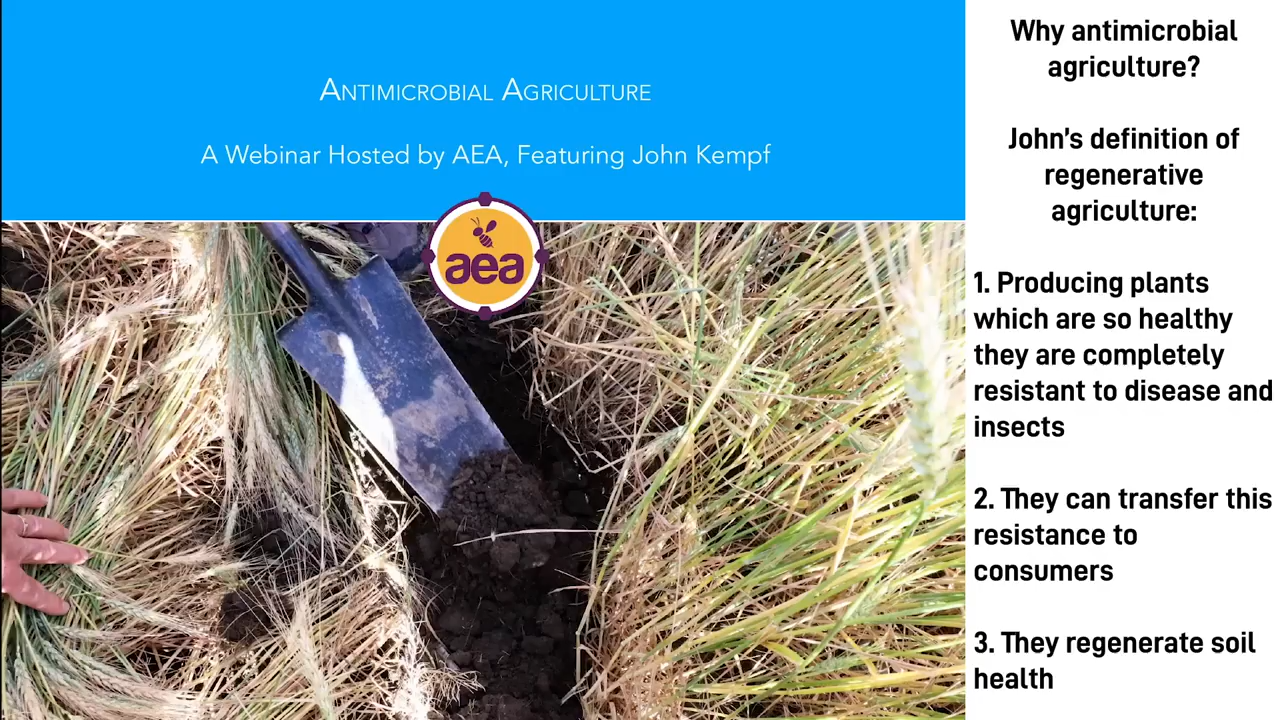 Antimicrobial Agriculture
A Webinar Hosted by AEA, Featuring John Kempf
aea
Why antimicrobial
agriculture?
John's definition of
regenerative
agriculture:
1. Producing plants
which are so healthy
they are completely
resistant to disease and
insects
2. They can transfer this
resistance to
consumers
3. They regenerate soil
health